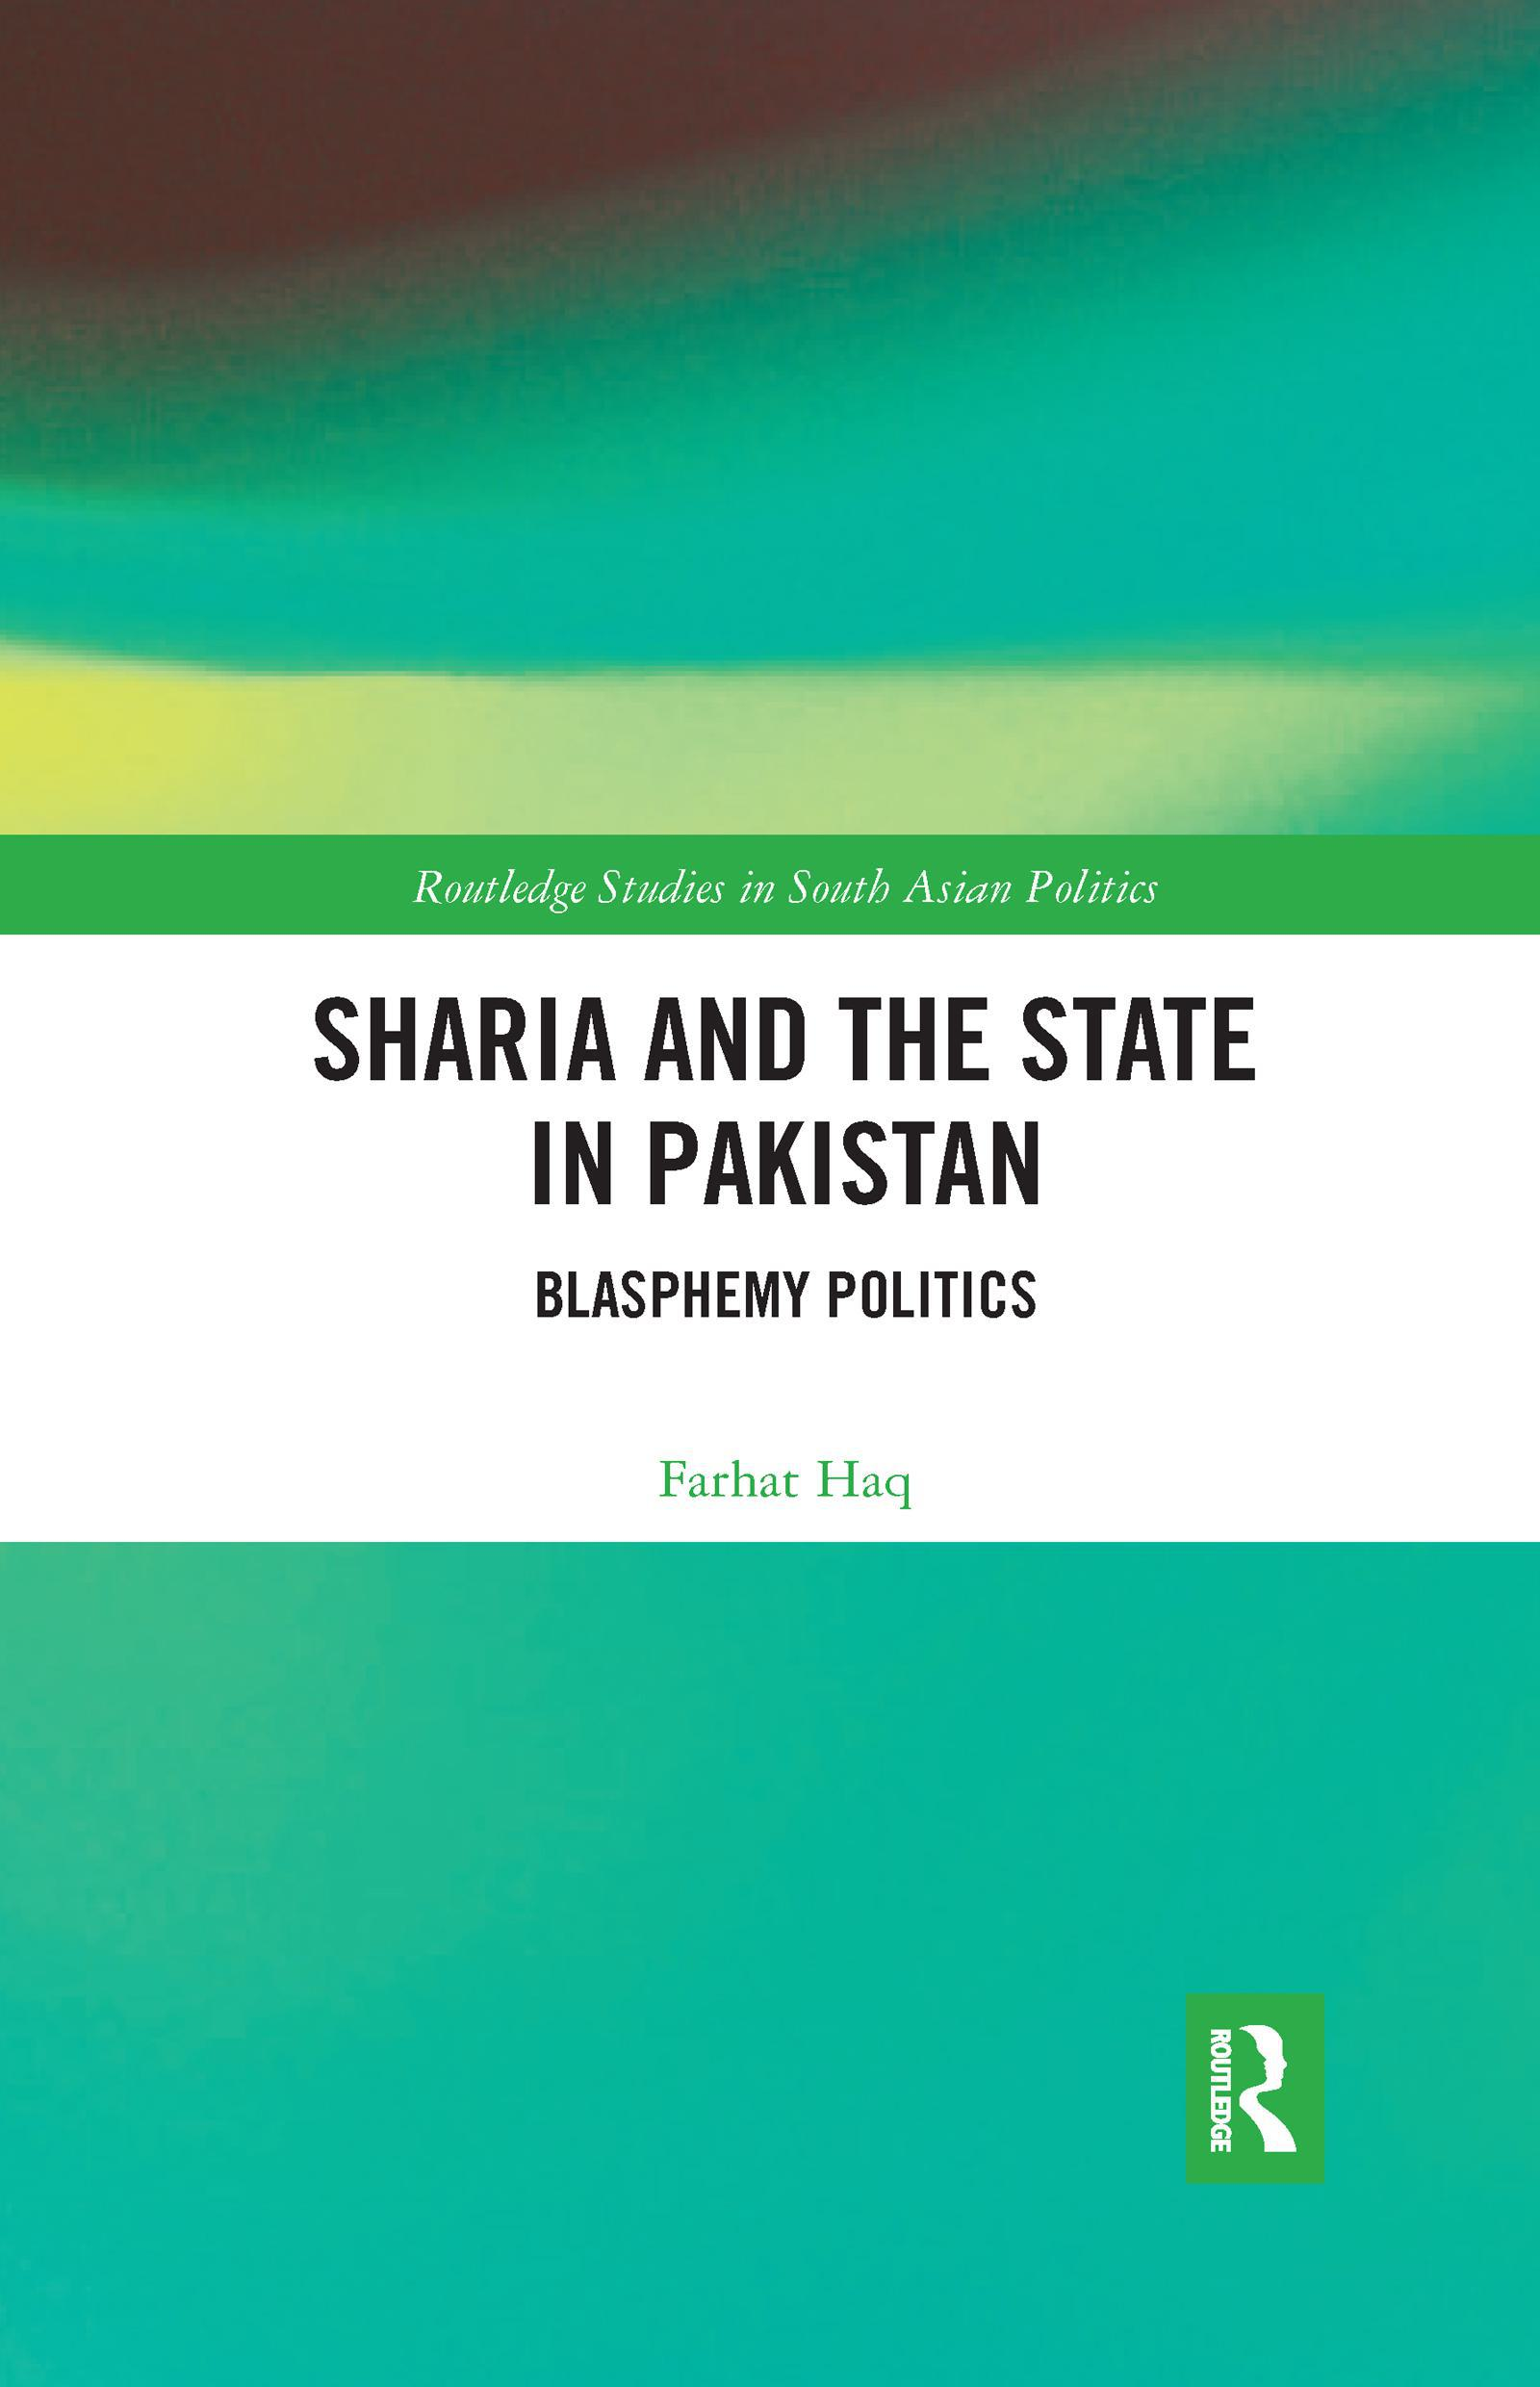 Routledge Studies in South Asian Politics
SHARIA AND THE STATE
IN PAKISTAN
BLASPHEMY POLITICS
Farhat Haq
ROUTLEDGE